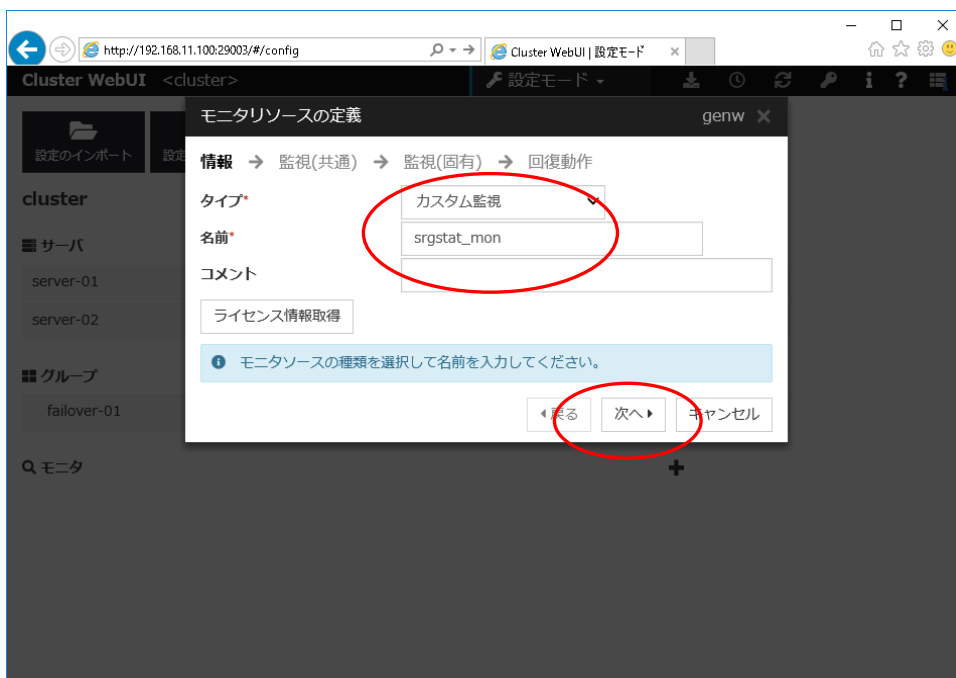 http://192.168.11.100:29003/#/config
Cluster WebUI | 設定モード
Cluster WebUI <cluster>
設定モード
設定のインポート
設定
モニタリソースの定義
genw
情報 → 監視(共通) → 監視(固有) → 回復動作
タイプ*
カスタム監視
名前*
srgstat_mon
コメント
ライセンス情報取得
モニタソースの種類を選択して名前を入力してください。
戻る
次へ
キャンセル
cluster
サーバ
server-01
server-02
グループ
failover-01
モニタ